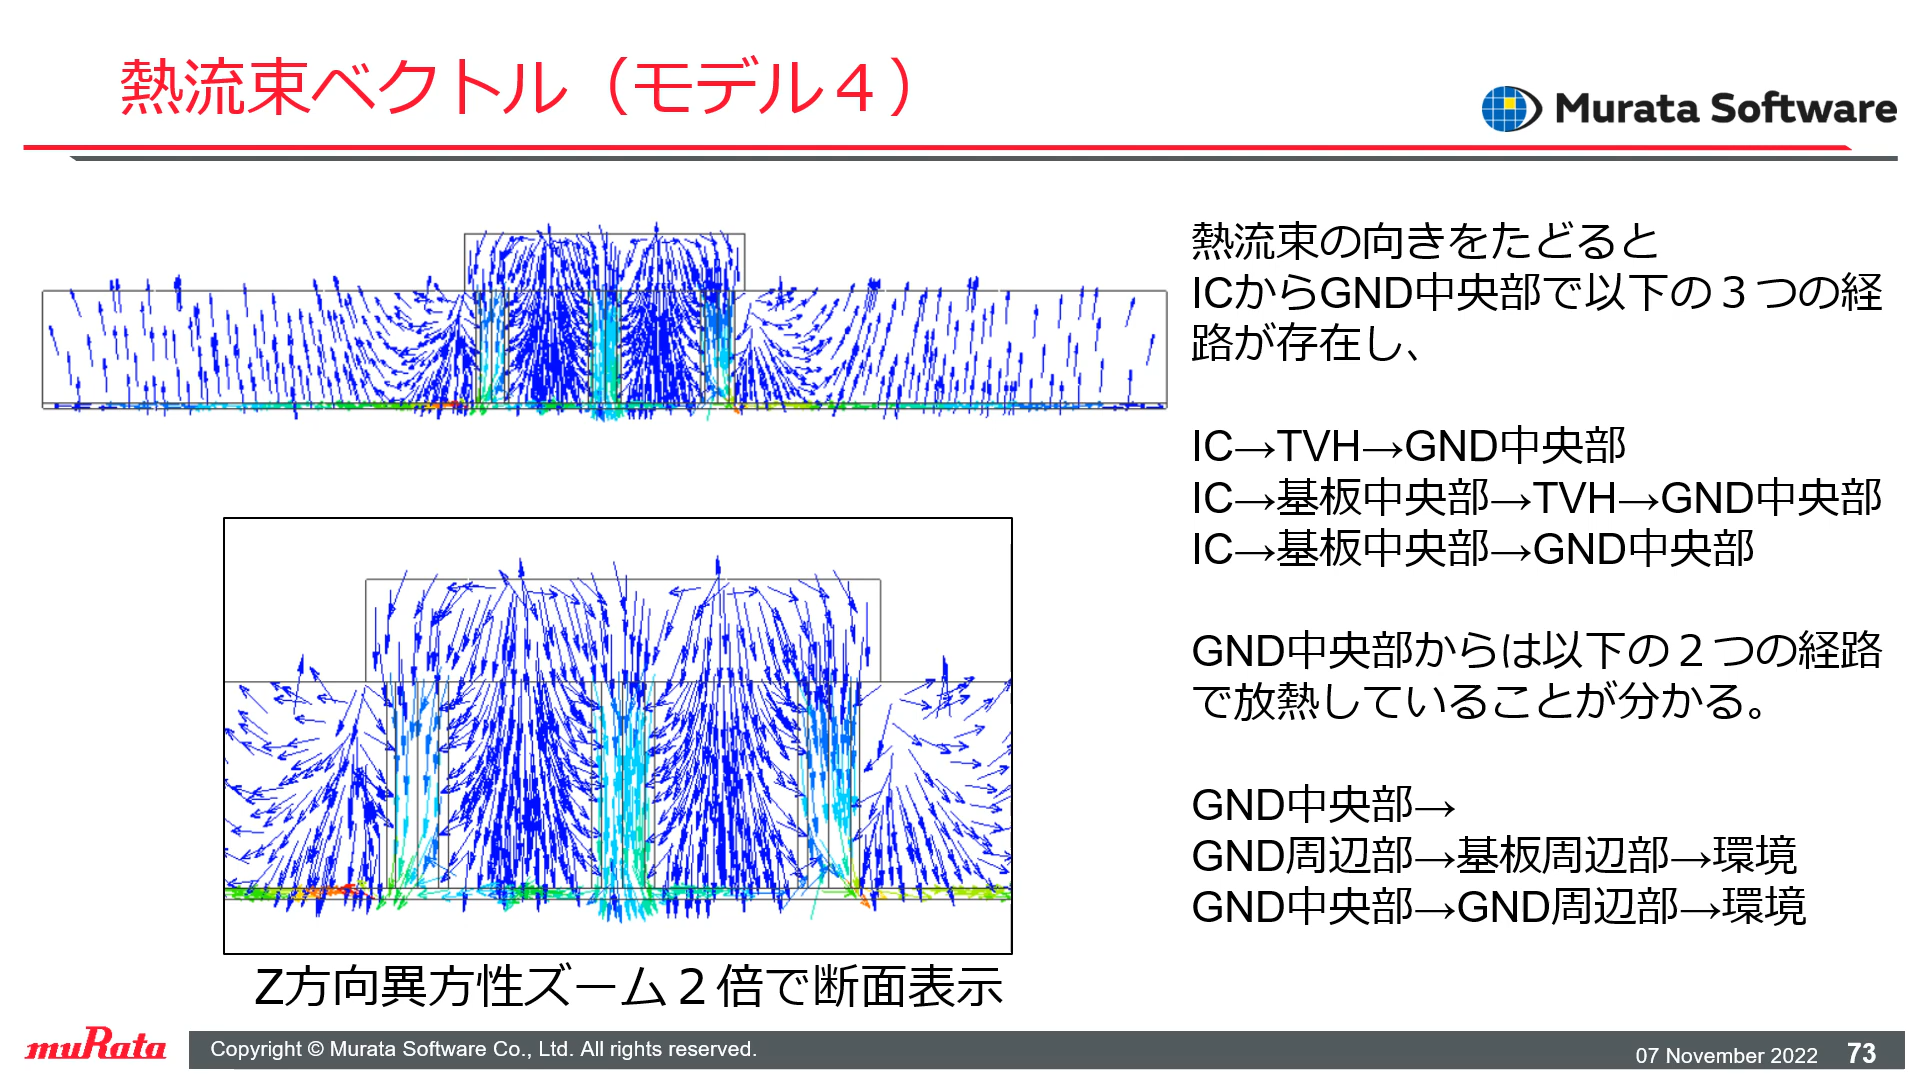 熱流束ベクトル（モデル４）
Murata Software
熱流束の向きをたどると
ICからGND中央部で以下の３つの経
路が存在し、
IC→TVH→GND中央部
IC→基板中央部→TVH→GND中央部
IC→基板中央部→GND中央部
GND中央部からは以下の２つの経路
で放熱していることが分かる。
GND中央部→
GND周辺部→基板周辺部→環境
GND中央部→GND周辺部→環境
Z方向異方性ズーム２倍で断面表示
muRata
Copyright © Murata Software Co., Ltd. All rights reserved.
07 November 2022
73